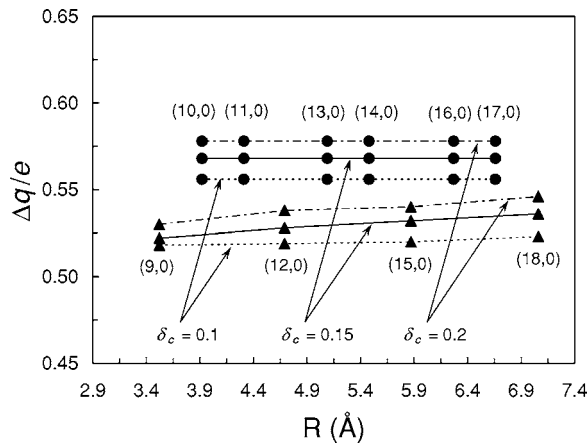 0.65
0.60
0.55
0.50
0.45
Δq/e
(10,0) (11,0) (13,0) (14,0) (16,0) (17,0)
(9,0) (12,0) (15,0) (18,0)
δc = 0.1 δc = 0.15 δc = 0.2
2.9 3.4 3.9 4.4 4.9 5.4 5.9 6.4 6.9 7.4
R (Å)